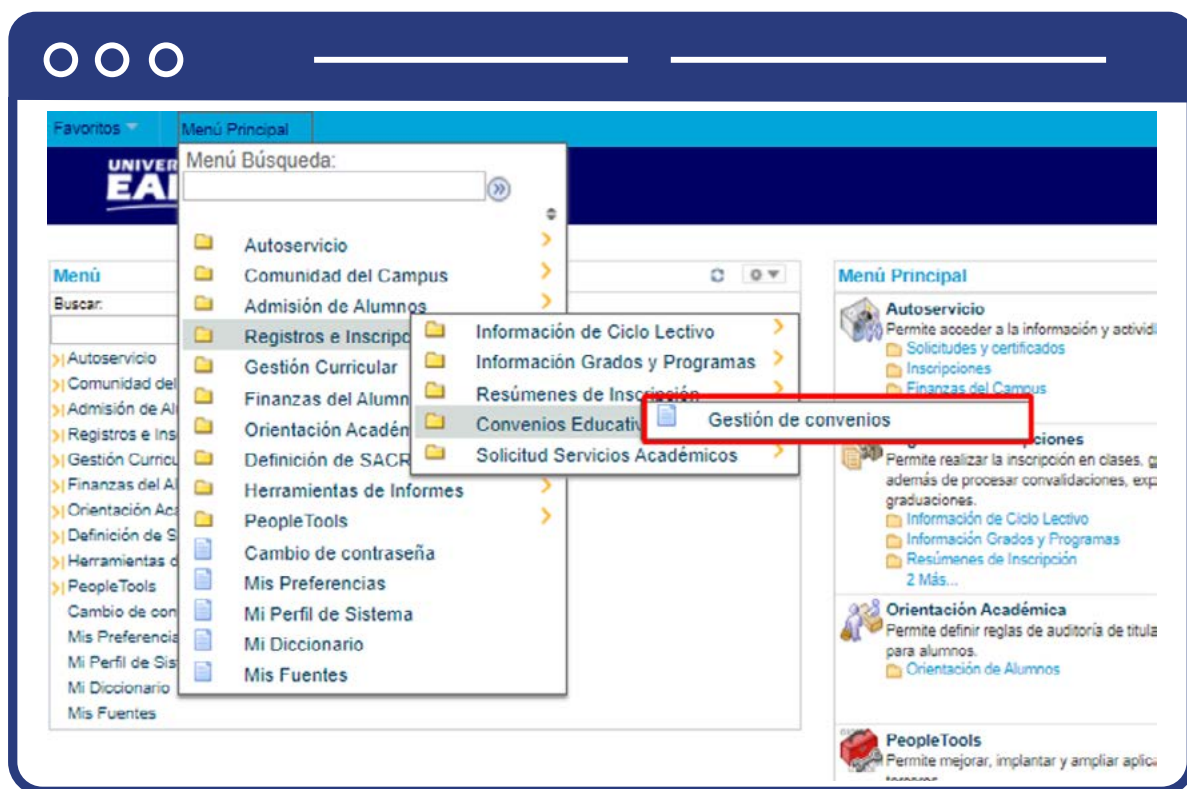 Favoritos
Menú Principal
UNIVER
EA
Menú Búsqueda:
Autoservicio
Comunidad del Campus
Admisión de Alumnos
Registros e Inscripc
Gestión Curricular
Finanzas del Alumn
Orientación Académ
Definición de SACR
Herramientas de Informes
PeopleTools
Cambio de contraseña
Mis Preferencias
Mi Perfil de Sistema
Mi Diccionario
Mis Fuentes
Información de Ciclo Lectivo
Información Grados y Programas
Resúmenes de Inscripción
Convenios Educativ
Solicitud Servicios Académicos
Gestión de convenios
Menú
Buscar:
Autoservicio
Comunidad del
Admisión de Al
Registros e Ins
Gestión Curricu
Finanzas del Al
Orientación Aca
Definición de S
Herramientas d
PeopleTools
Cambio de con
Mis Preferencia
Mi Perfil de Sis
Mi Diccionario
Mis Fuentes
Menú Principal
Autoservicio
Permite acceder a la información y activid
Solicitudes y certificados
Inscripciones
Finanzas del Campus
ciones
Permite realizar la inscripción en clases, g
además de procesar convalidaciones, exp
graduaciones.
Información de Ciclo Lectivo
Información Grados y Programas
Resúmenes de Inscripción
2 Más...
Orientación Académica
Permite definir reglas de auditoría de titula
para alumnos.
Orientación de Alumnos
PeopleTools
Permite mejorar, implantar y ampliar aplica